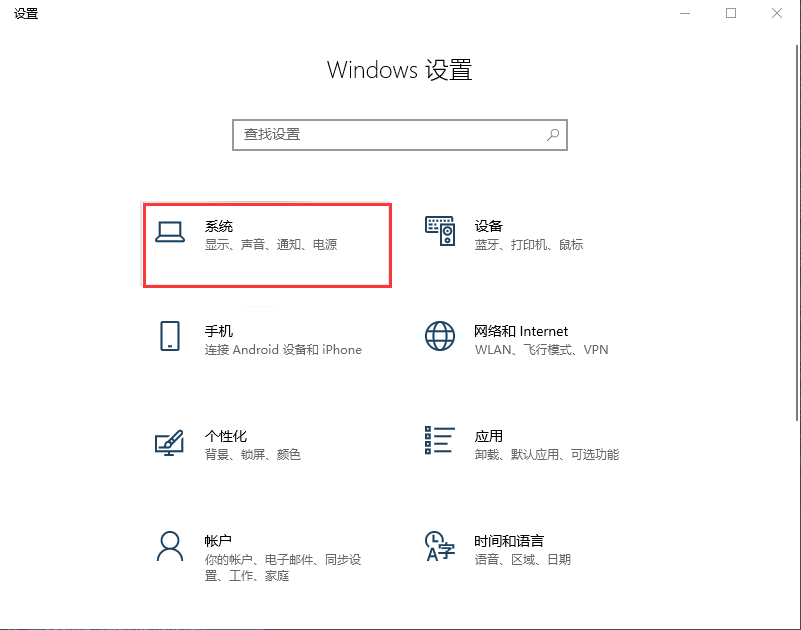 设置
Windows 设置
查找设置
系统
显示、声音、通知、电源
设备
蓝牙、打印机、鼠标
手机
连接 Android 设备和 iPhone
网络和 Internet
WLAN、飞行模式、VPN
个性化
背景、锁屏、颜色
应用
卸载、默认应用、可选功能
帐户
你的帐户、电子邮件、同步设
置、工作、家庭
时间和语言
语音、区域、日期